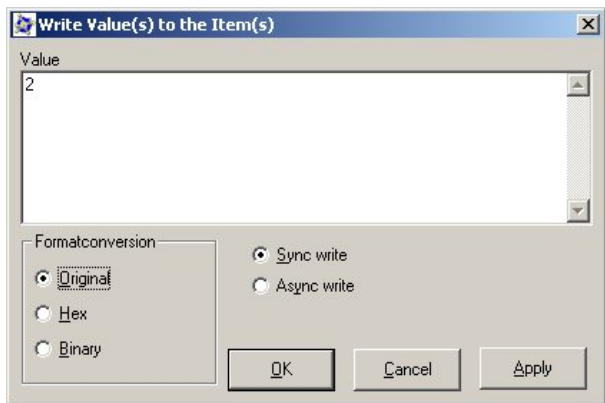 Write Value(s) to the Item(s)
Value
2
Formatconversion
Original
Hex
Binary
Sync write
Async write
OK
Cancel
Apply